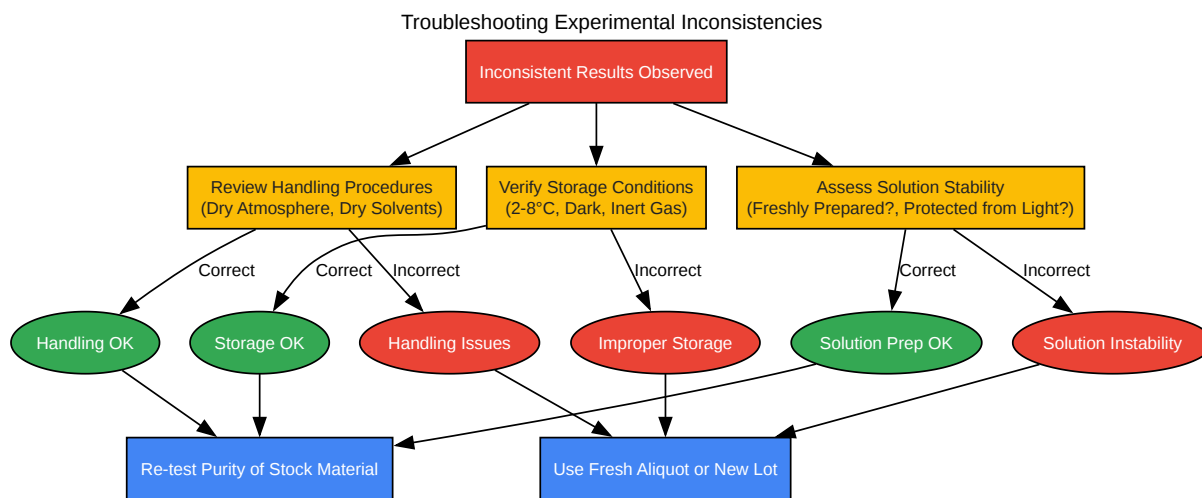 Troubleshooting Experimental Inconsistencies
Inconsistent Results Observed
Review Handling Procedures
(Dry Atmosphere, Dry Solvents)
Verify Storage Conditions
(2-8°C, Dark, Inert Gas)
Assess Solution Stability
(Freshly Prepared?, Protected from Light?)
Correct
Correct
Incorrect
Incorrect
Correct
Incorrect
Handling OK
Storage OK
Handling Issues
Improper Storage
Solution Prep OK
Solution Instability
Re-test Purity of Stock Material
Use Fresh Aliquot or New Lot